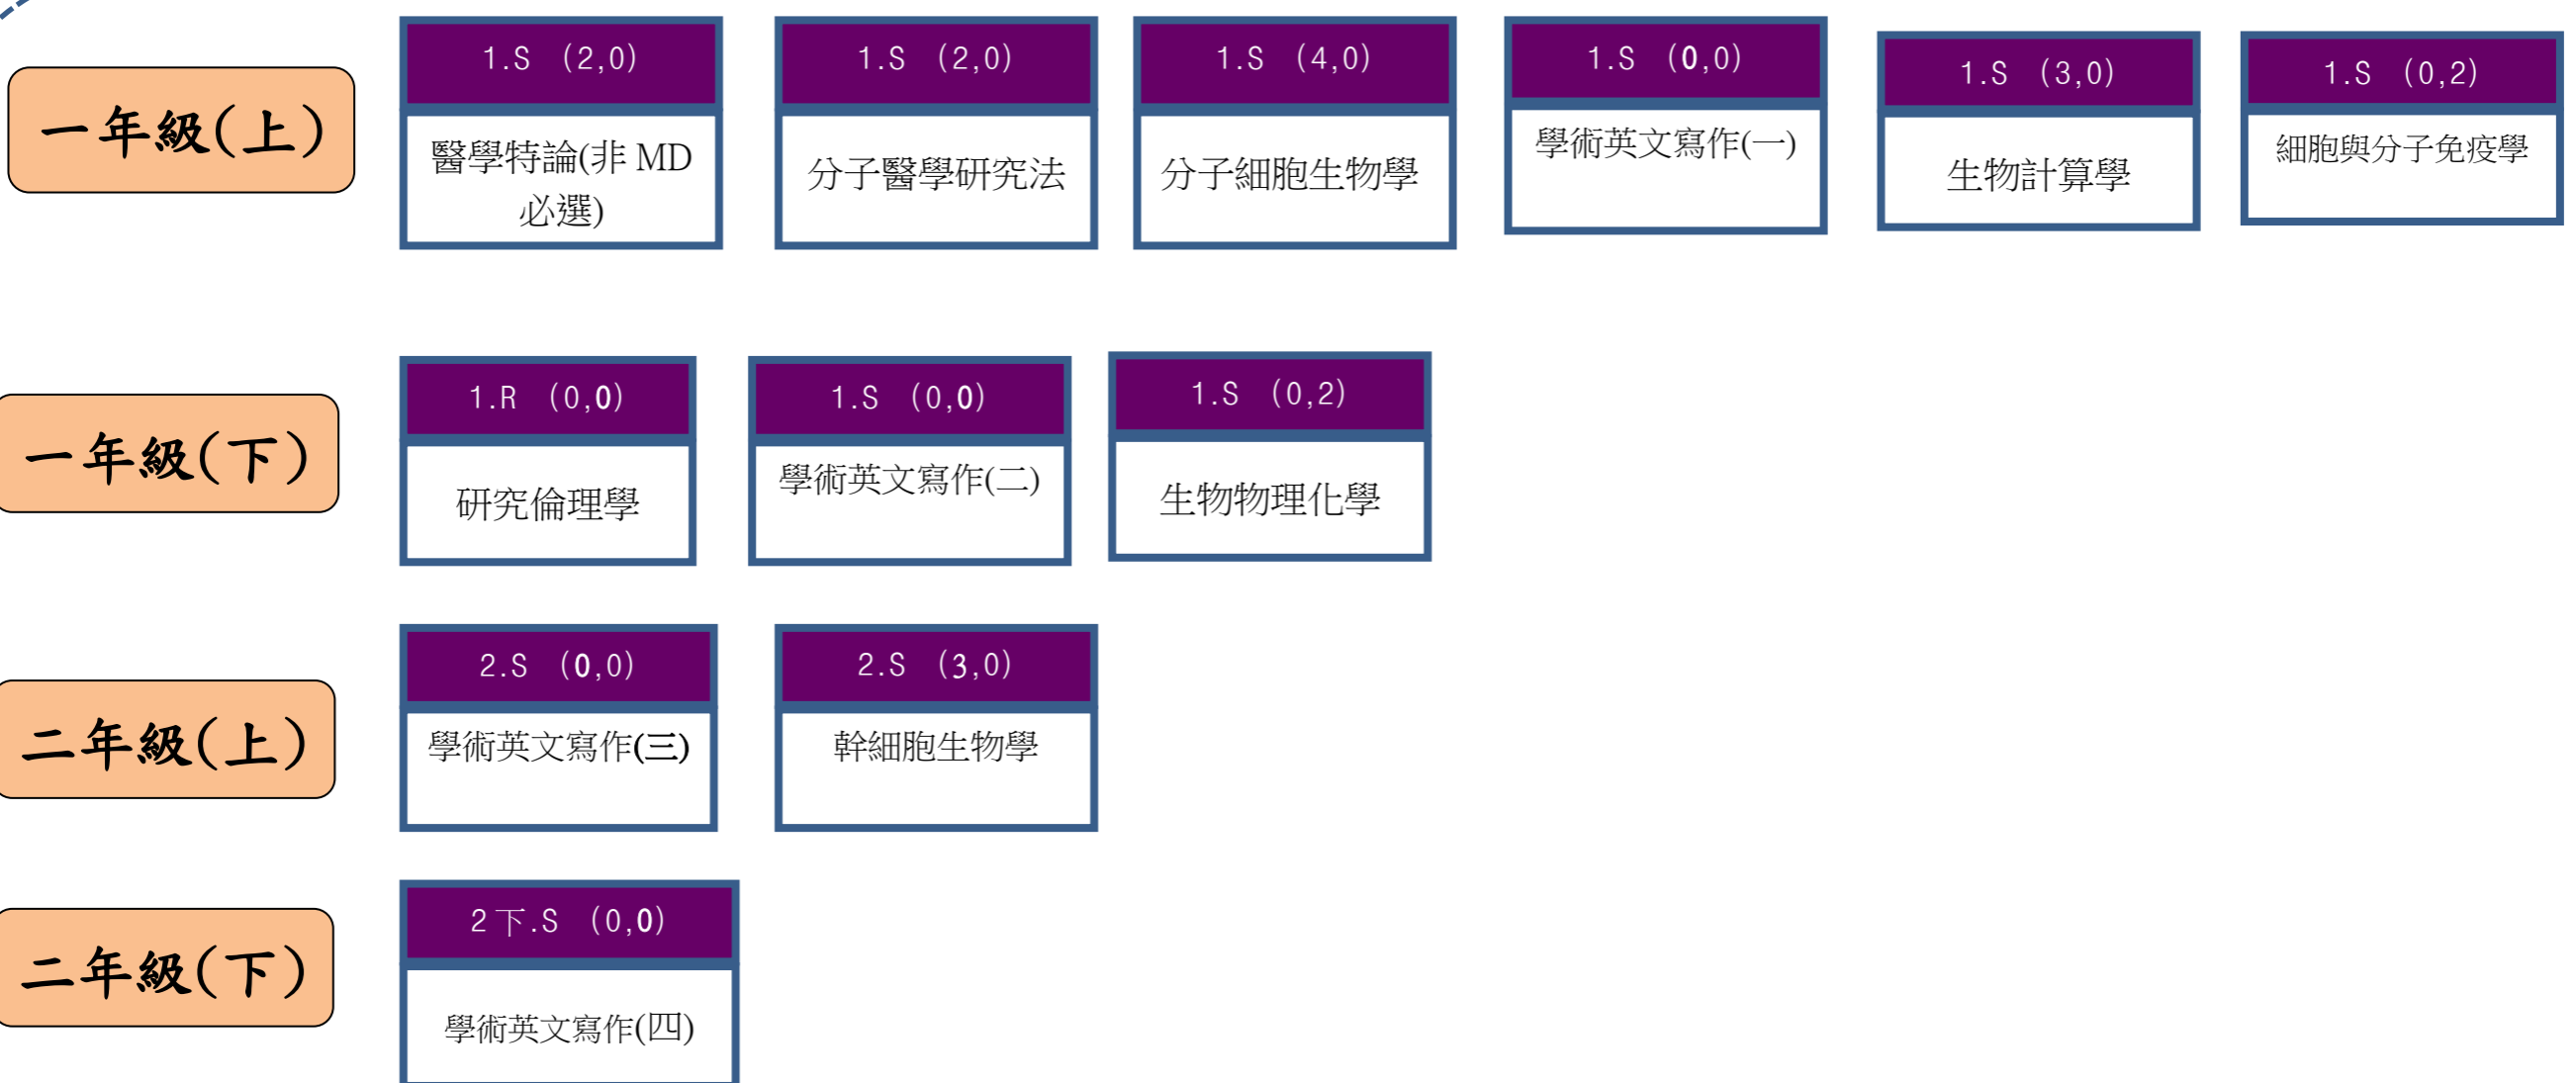 一年級(上)
1.S (2,0)
醫學特論(非 MD
必選)
1.S (2,0)
分子醫學研究法
1.S (4,0)
分子細胞生物學
1.S (0,0)
學術英文寫作(一)
1.S (3,0)
生物計算學
1.S (0,2)
細胞與分子免疫學
一年級(下)
1.R (0,0)
研究倫理學
1.S (0,0)
學術英文寫作(二)
1.S (0,2)
生物物理化學
二年級(上)
2.S (0,0)
學術英文寫作(三)
2.S (3,0)
幹細胞生物學
二年級(下)
2下.S (0,0)
學術英文寫作(四)